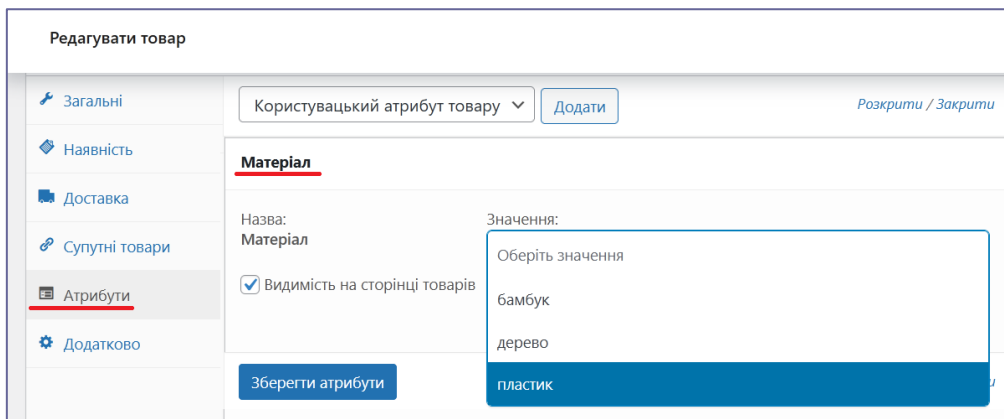 Редагувати товар
Загальні
Наявність
Доставка
Супутні товари
Атрибути
Додатково
Користувацький атрибут товару
Додати
Розкрити / Закрити
Матеріал
Назва:
Матеріал
Видимість на сторінці товарів
Значення:
Оберіть значення
бамбук
дерево
пластик
Зберегти атрибути